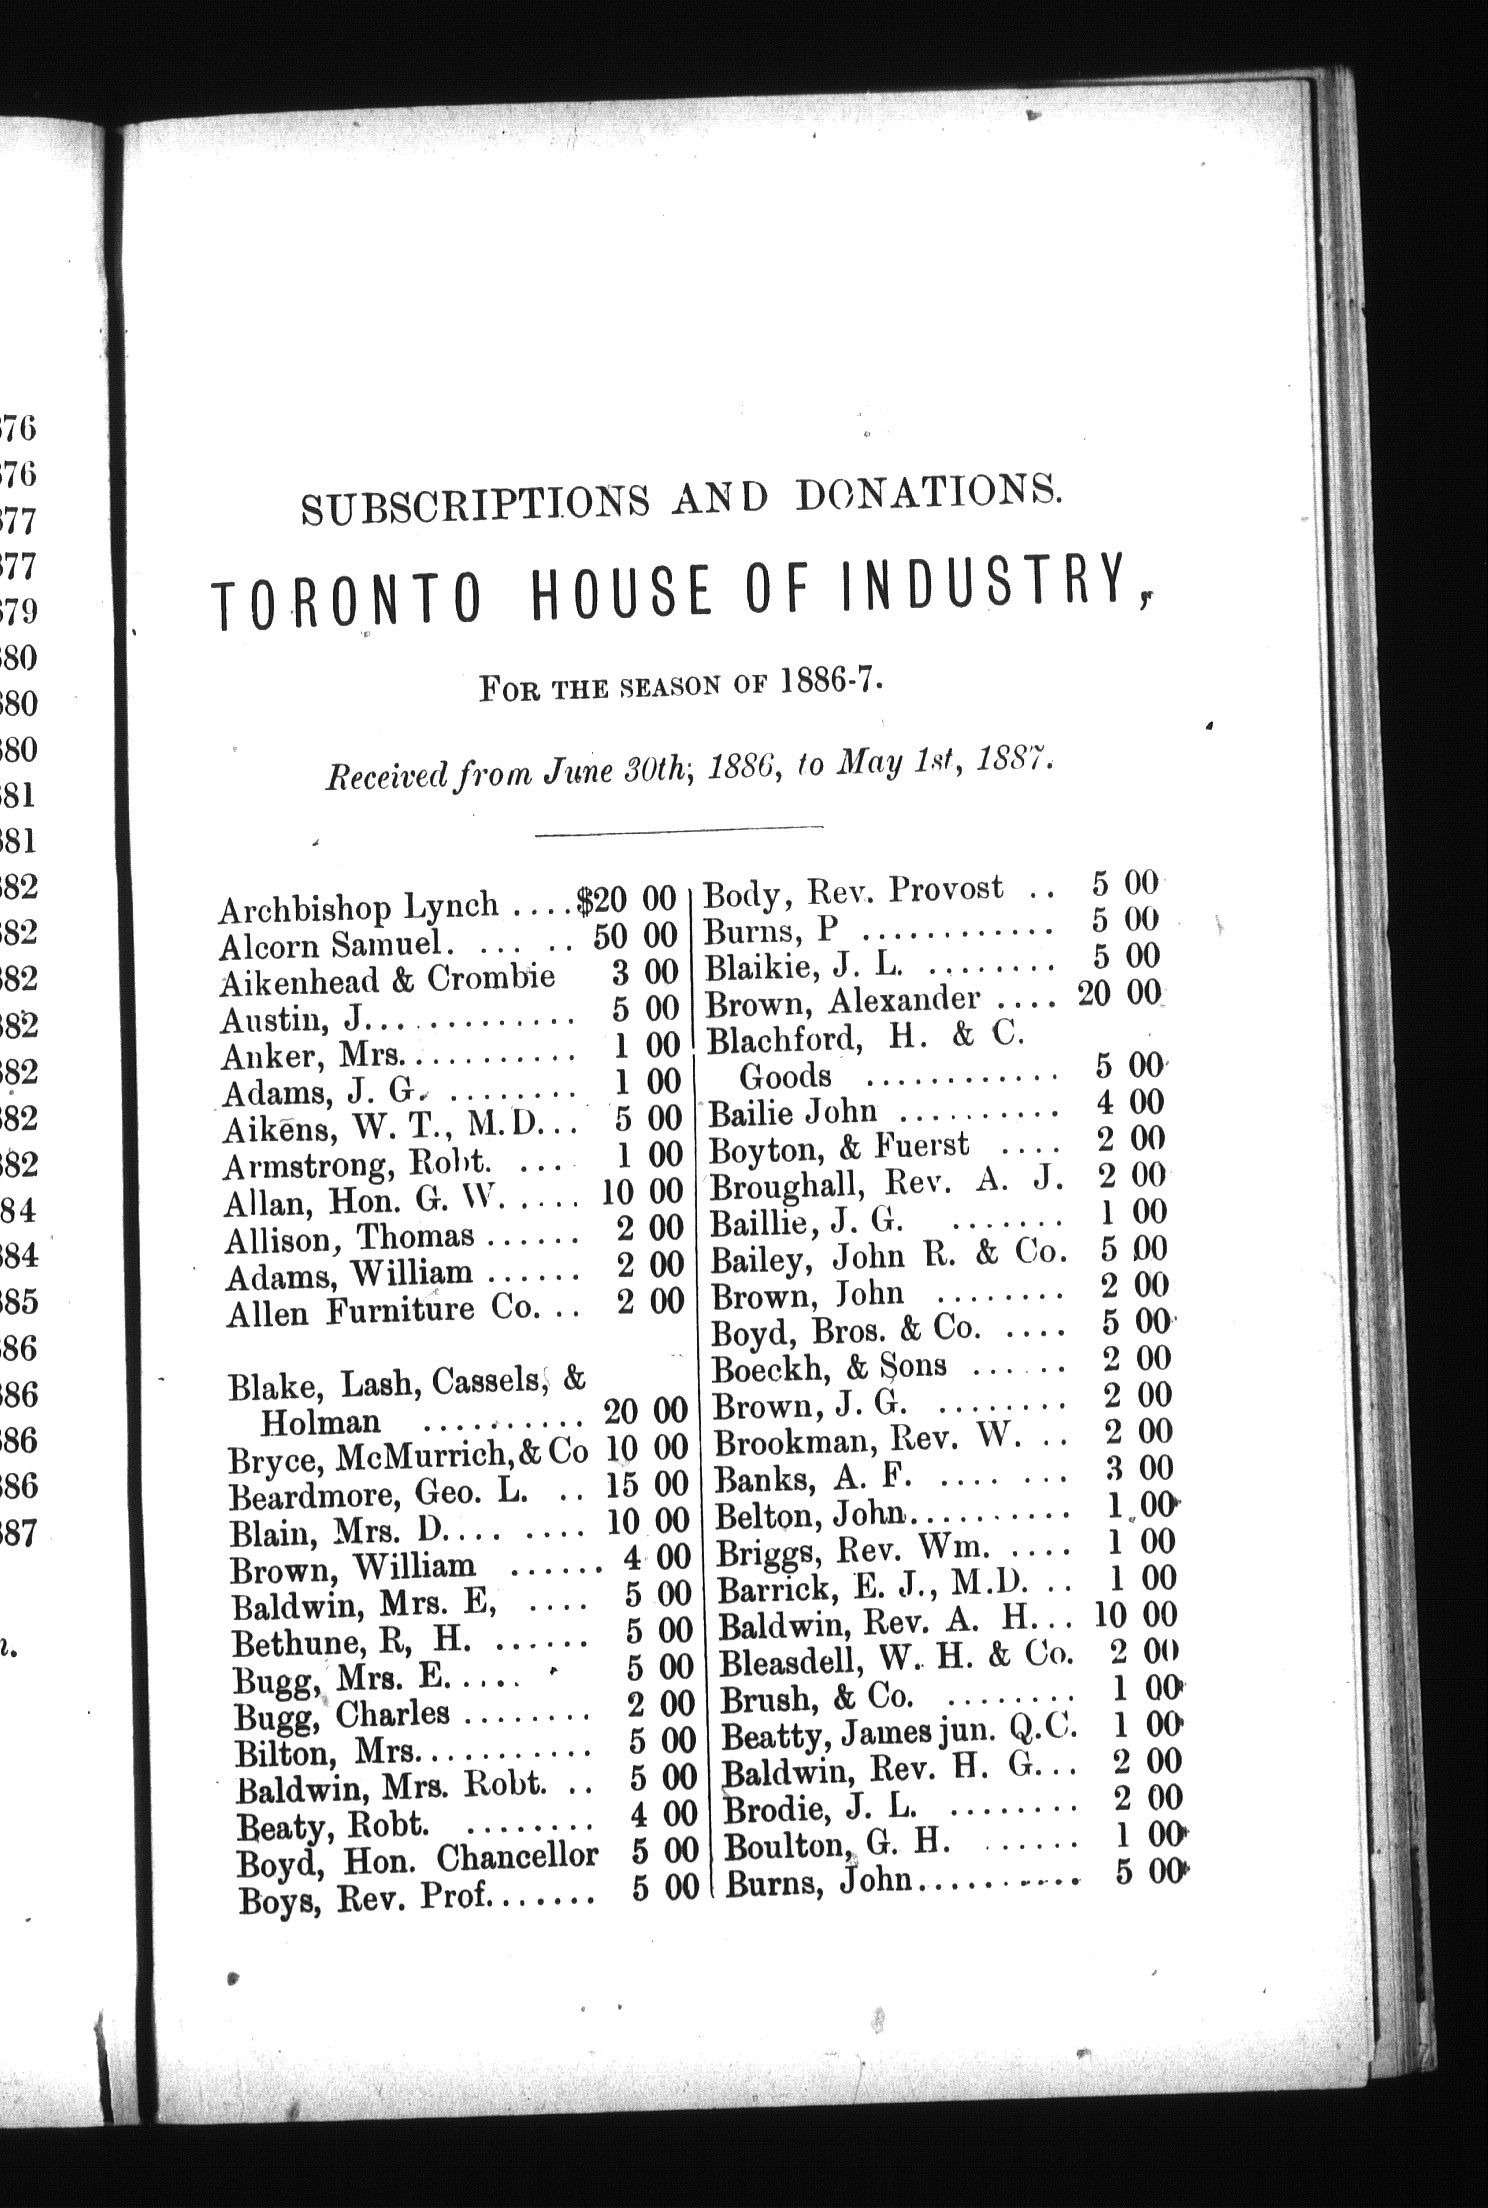 SUBSCRIPTIONS AND DONATIONS.
TORONTO HOUSE OF INDUSTRY,
FOR THE SEASON OF 1886-7.
Received from June 30th, 1886, to May 1st, 1887.
Archbishop Lynch .... $20 00
Alcorn Samuel. ... .. 50 00
Aikenhead & Crombie 3 00
Austin, J. .............. 5 00
Anker, Mrs. ........... 1 00
Adams, J. G. ........ 1 00
Aikens, W. T., M.D... 5 00
Armstrong, Robt. .... 1 00
Allan, Hon. G. W. .... 10 00
Allison, Thomas ...... 2 00
Adams, William ...... 2 00
Allen Furniture Co. .. 2 00
Blake, Lash, Cassels, &
Holman .......... 20 00
Bryce, McMurrich, & Co 10 00
Beardmore, Geo. L. .. 15 00
Blain, Mrs. D.... .... 10 00
Brown, William ...... 4 00
Baldwin, Mrs. E, .... 5 00
Bethune, R, H. ...... 5 00
Bugg, Mrs. E. .... 5 00
Bugg, Charles ........ 2 00
Bilton, Mrs. .......... 5 00
Baldwin, Mrs. Robt. .. 5 00
Beaty, Robt. ........ 4 00
Boyd, Hon. Chancellor 5 00
Boys, Rev. Prof. ...... 5 00
Body, Rev. Provost .. 5 00
Burns, P ............ 5 00
Blaikie, J. L. ........ 5 00
Brown, Alexander .... 20 00
Blachford, H. & C.
Goods ............ 5 00
Bailie John .......... 4 00
Boyton, & Fuerst .... 2 00
Broughall, Rev. A. J. 2 00
Baillie, J. G. ....... 1 00
Bailey, John R. & Co. 5 00
Brown, John ........ 2 00
Boyd, Bros. & Co. .... 5 00
Boeckh, & Sons ...... 2 00
Brown, J. G. ........ 2 00
Brookman, Rev. W. .. 2 00
Banks, A. F. .... ... 3 00
Belton, John.......... 1 00
Briggs, Rev. Wm. .... 1 00
Barrick, E. J., M.D. .. 1 00
Baldwin, Rev. A. H... 10 00
Bleasdell, W. H. & Co. 2 00
Brush, & Co. ........ 1 00
Beatty, James jun. Q.C. 1 00
Baldwin, Rev. H. G... 2 00
Brodie, J. L. ........ 2 00
Boulton, G. H. ...... 1 00
Burns, John .......... 5 00